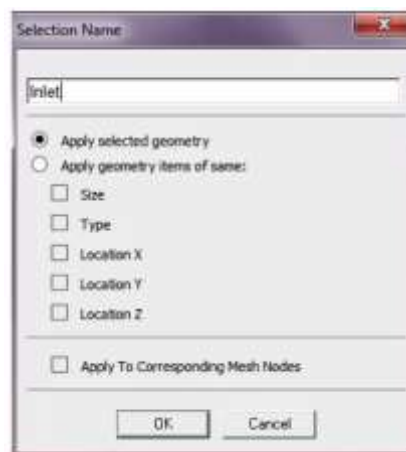 Selection Name
Inlet
Apply selected geometry
Apply geometry items of same:
Size
Type
Location X
Location Y
Location Z
Apply To Corresponding Mesh Nodes
OK
Cancel